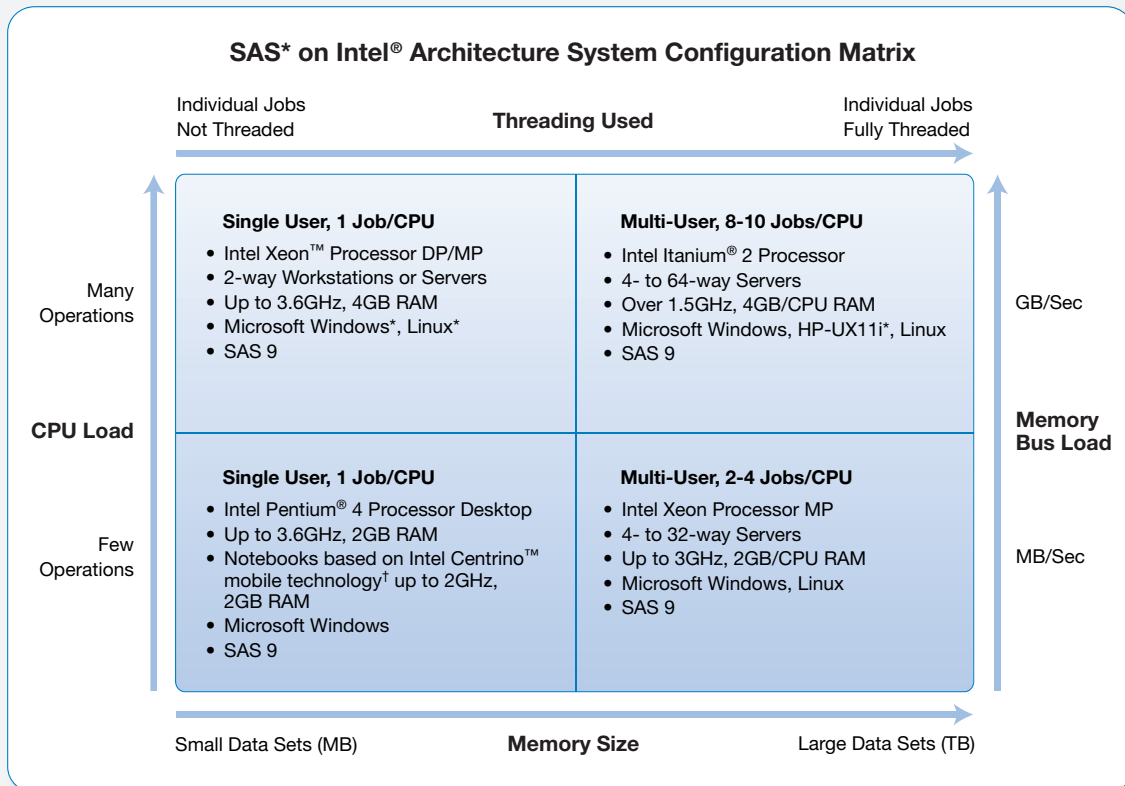 SAS* on Intel® Architecture System Configuration Matrix
Individual Jobs
Not Threaded
Threading Used
Individual Jobs
Fully Threaded
Many
Operations
CPU Load
Few
Operations
Single User, 1 Job/CPU
• Intel Xeon™ Processor DP/MP
• 2-way Workstations or Servers
• Up to 3.6GHz, 4GB RAM
• Microsoft Windows*, Linux*
• SAS 9
Multi-User, 8-10 Jobs/CPU
• Intel Itanium® 2 Processor
• 4- to 64-way Servers
• Over 1.5GHz, 4GB/CPU RAM
• Microsoft Windows, HP-UX11i*, Linux
• SAS 9
Single User, 1 Job/CPU
• Intel Pentium® 4 Processor Desktop
• Up to 3.6GHz, 2GB RAM
• Notebooks based on Intel Centrino™
mobile technology† up to 2GHz,
2GB RAM
• Microsoft Windows
• SAS 9
Multi-User, 2-4 Jobs/CPU
• Intel Xeon Processor MP
• 4- to 32-way Servers
• Up to 3GHz, 2GB/CPU RAM
• Microsoft Windows, Linux
• SAS 9
GB/Sec
Memory
Bus Load
MB/Sec
Small Data Sets (MB)
Memory Size
Large Data Sets (TB)